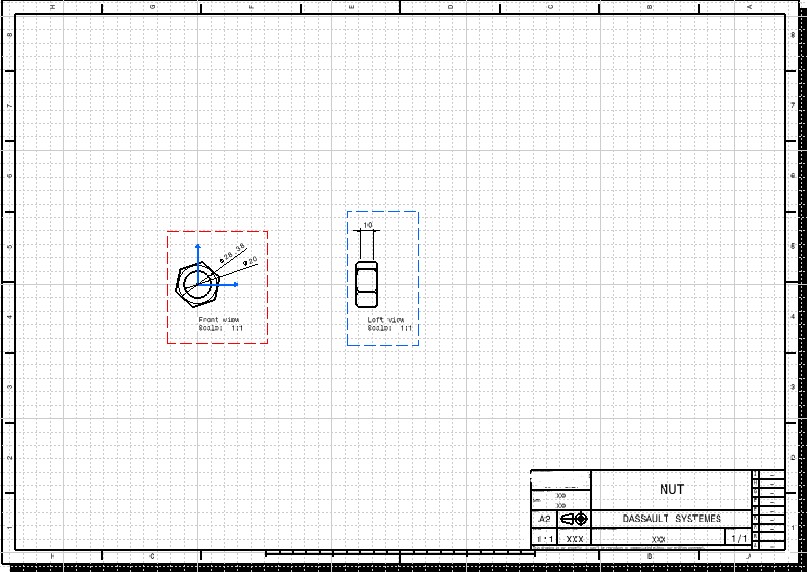 H G F E D C B A
8 8
7 7
6 6
10
5 5
⌀20
Front view
Scale: 1:1
Left view
Scale: 1:1
4 4
3 3
2 2
XXX
XXX
NUT
A2
DASSAULT SYSTEMES
1:1 XXX XXX 1/1
1 1
G B A